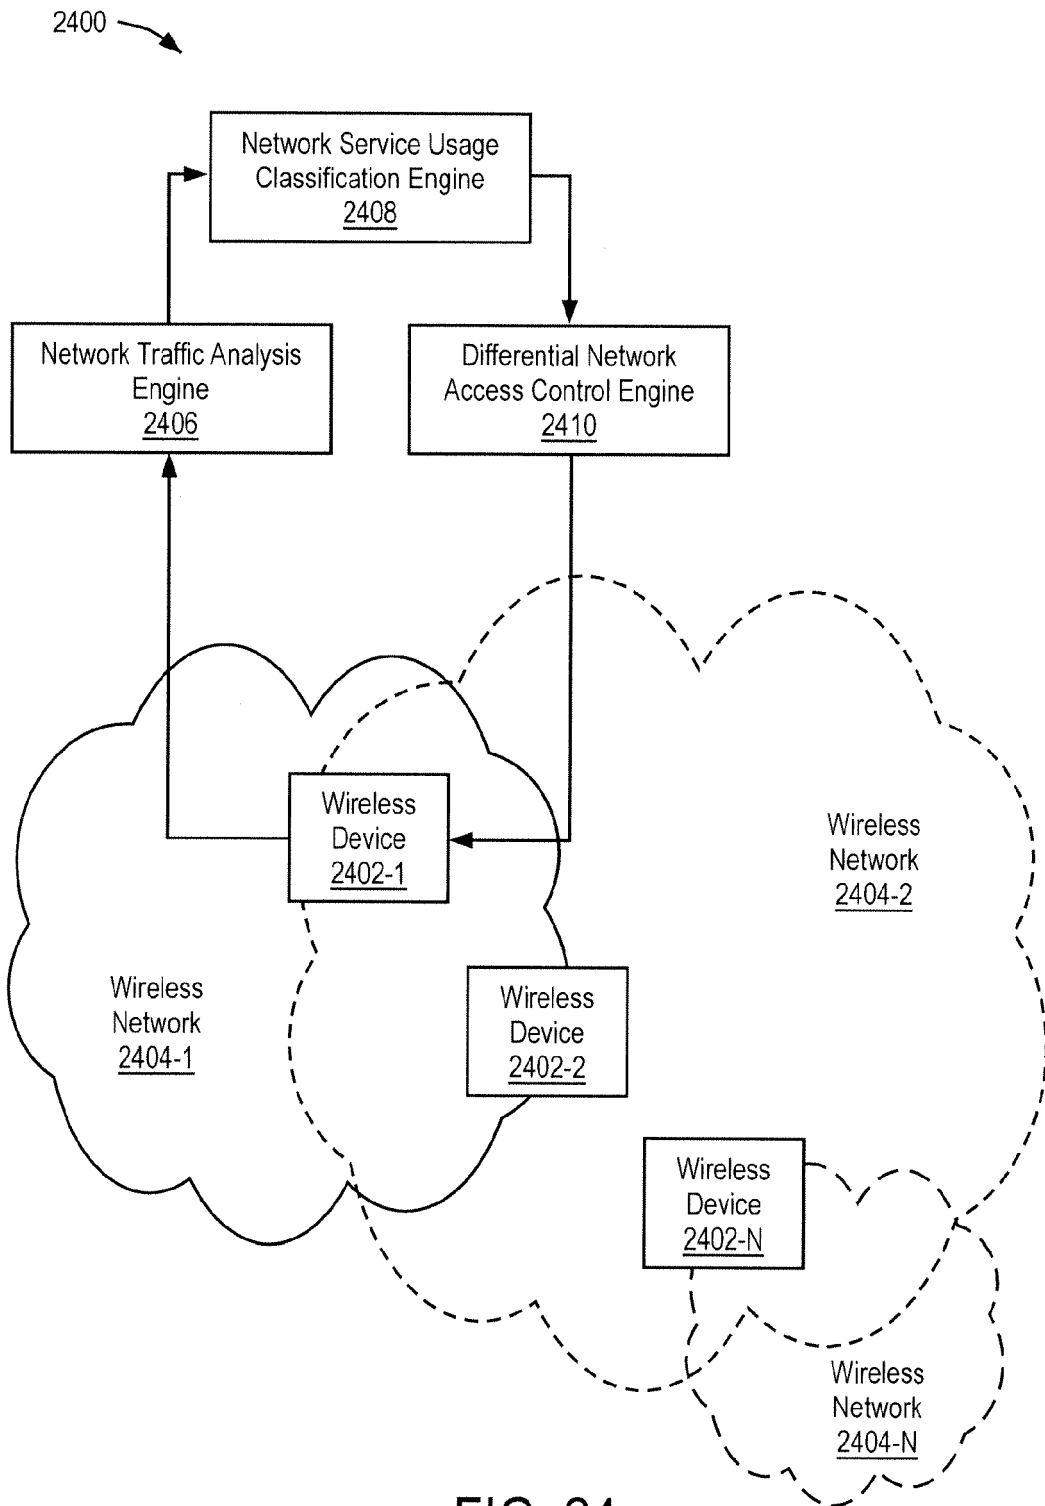 2400
Network Service Usage
Classification Engine
2408
Network Traffic Analysis
Engine
2406
Differential Network
Access Control Engine
2410
Wireless
Device
2402-1
Wireless
Network
2404-2
Wireless
Network
2404-1
Wireless
Device
2402-2
Wireless
Device
2402-N
Wireless
Network
2404-N